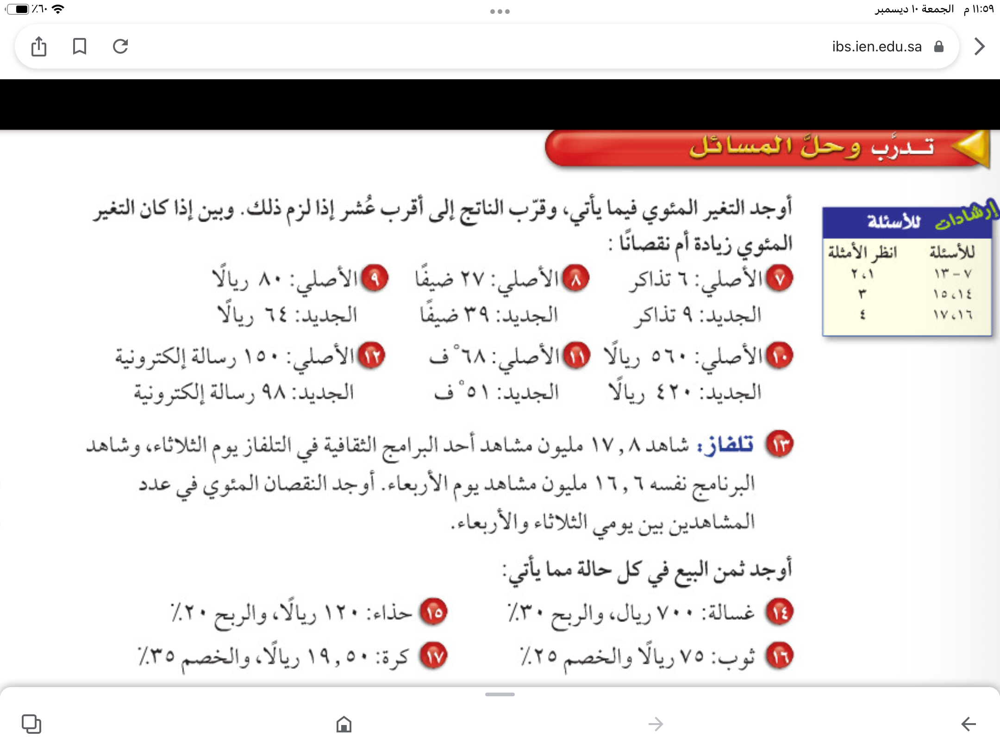 ١١:٥٩ م الجمعة ١٠ ديسمبر
٪٦٠
ibs.ien.edu.sa
تـدرَّب وحلَّ المسائل
إرشادات للأسئلة
للأسئلة انظر الأمثلة
٧ – ١٣ ١، ٢
١٤، ١٥ ٣
١٦، ١٧ ٤
أوجد التغير المئوي فيما يأتي، وقرّب الناتج إلى أقرب عُشر إذا لزم ذلك. وبين إذا كان التغير
المئوي زيادة أم نقصانًا :
٧ الأصلي: ٦ تذاكر ٨ الأصلي: ٢٧ ضيفًا ٩ الأصلي: ٨٠ ريالًا
الجديد: ٩ تذاكر الجديد: ٣٩ ضيفًا الجديد: ٦٤ ريالًا
١٠ الأصلي: ٥٦٠ ريالًا ١١ الأصلي: ٦٨° ف ١٢ الأصلي: ١٥٠ رسالة إلكترونية
الجديد: ٤٢٠ ريالًا الجديد: ٥١° ف الجديد: ٩٨ رسالة إلكترونية
١٣ تلفاز: شاهد ١٧,٨ مليون مشاهد أحد البرامج الثقافية في التلفاز يوم الثلاثاء، وشاهد
البرنامج نفسه ١٦,٦ مليون مشاهد يوم الأربعاء. أوجد النقصان المئوي في عدد
المشاهدين بين يومي الثلاثاء والأربعاء.
أوجد ثمن البيع في كل حالة مما يأتي:
١٤ غسالة: ٧٠٠ ريال، والربح ٣٠٪ ١٥ حذاء: ١٢٠ ريالًا، والربح ٢٠٪
١٦ ثوب: ٧٥ ريالًا والخصم ٢٥٪ ١٧ كرة: ١٩,٥٠ ريالًا، والخصم ٣٥٪